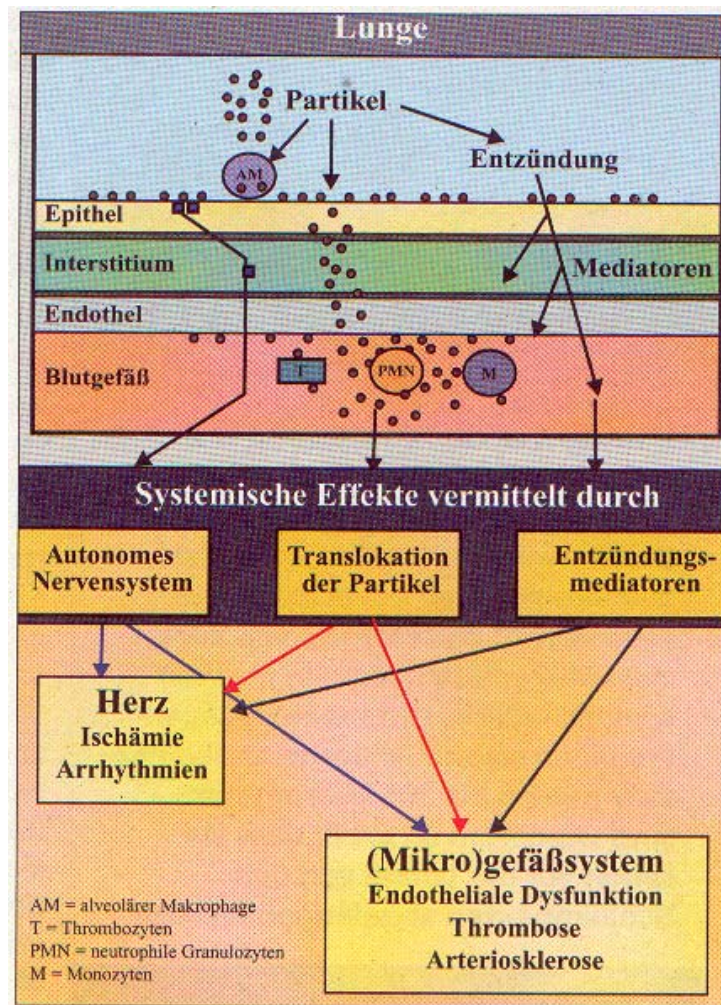 Lunge
Partikel
AM
Entzündung
Epithel
Interstitium
Mediatoren
Endothel
Blutgefäß
T
PMN
M
Systemische Effekte vermittelt durch
Autonomes
Nervensystem
Translokation
der Partikel
Entzündungs-
mediatoren
Herz
Ischämie
Arrhythmien
(Mikro)gefäßsystem
Endotheliale Dysfunktion
Thrombose
Arteriosklerose
AM = alveolärer Makrophage
T = Thrombozyten
PMN = neutrophile Granulozyten
M = Monozyten